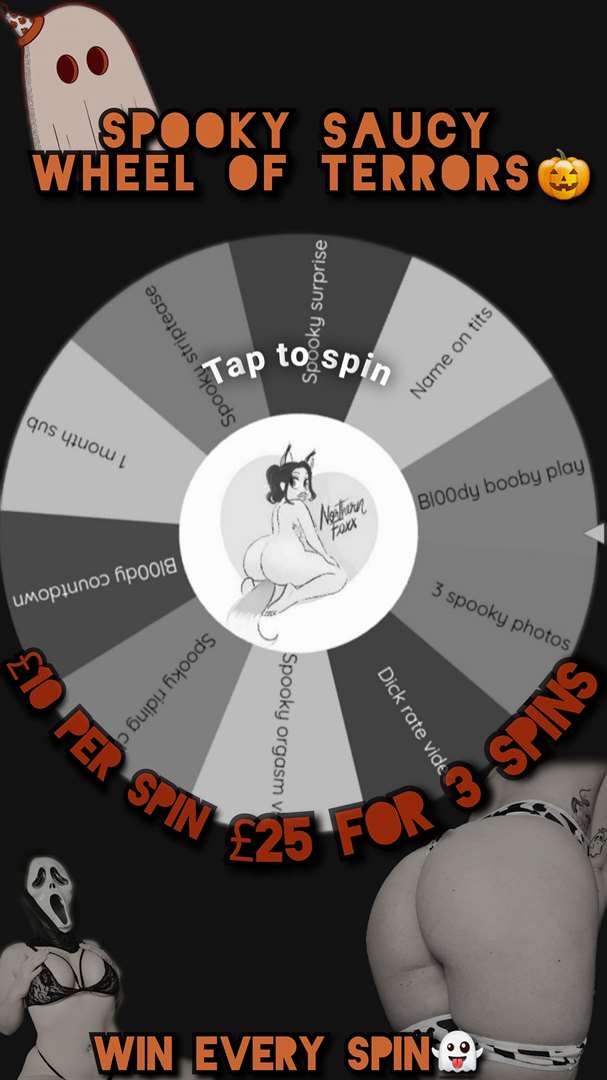 SPOOKY SAUCY
WHEEL OF TERRORS
Tap to spin
Spooky surprise
Name on tits
Bl00dy booby play
3 spooky photos
Dick rate vide
Spooky orgasm v
Spooky riding c
Bl00dy countdown
1 month sub
Spooky striptease
Northern
Foxx
£10 PER SPIN £25 FOR 3 SPINS
WIN EVERY SPIN